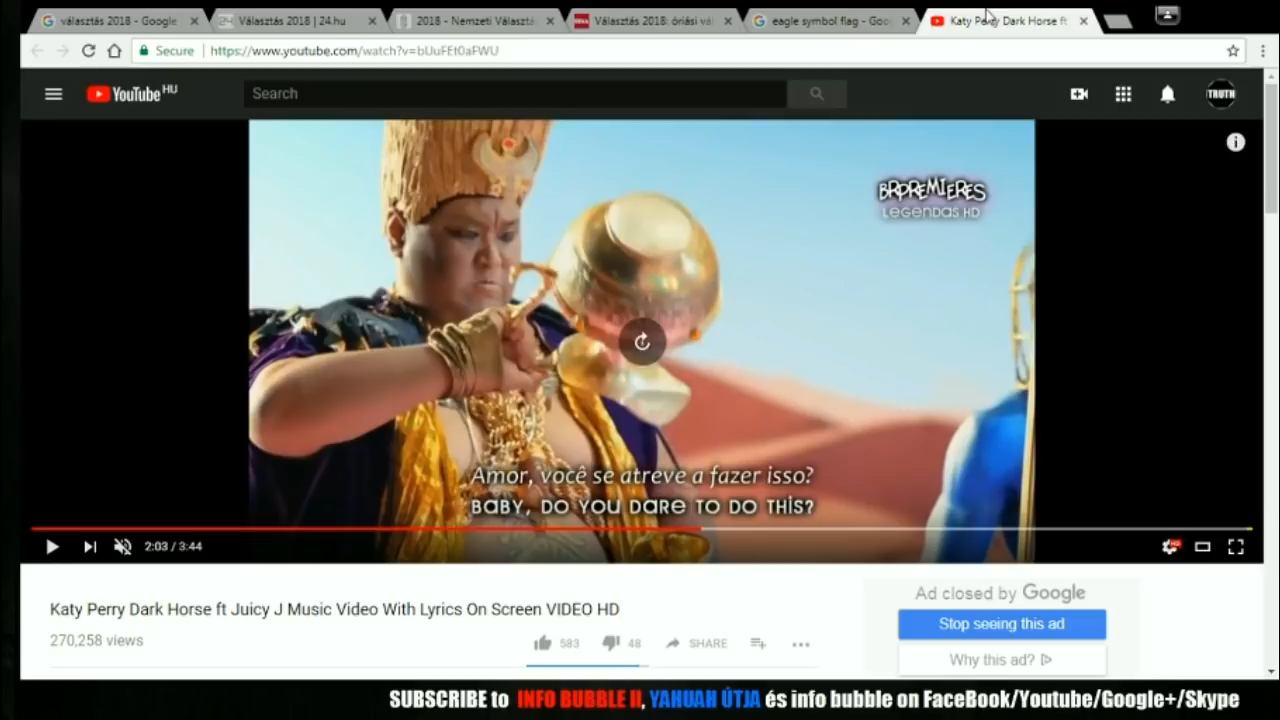 választás 2018 - Google
Választás 2018 | 24.hu
2018 - Nemzeti Választá
Választás 2018: óriási vá
eagle symbol flag - Goo
Katy Perry Dark Horse ft
Secure
https://www.youtube.com/watch?v=bUuFEt0aFWU
YouTube HU
Search
TRUTH
BRPREMIERES
LEGENDAS HD
Amor, você se atreve a fazer isso?
BABY, DO YOU DARE TO DO THIS?
2:03 / 3:44
HD
Katy Perry Dark Horse ft Juicy J Music Video With Lyrics On Screen VIDEO HD
270,258 views
583
48
SHARE
Ad closed by Google
Stop seeing this ad
Why this ad?
SUBSCRIBE to INFO BUBBLE II, YAHUAH ÚTJA és info bubble on FaceBook/Youtube/Google+/Skype